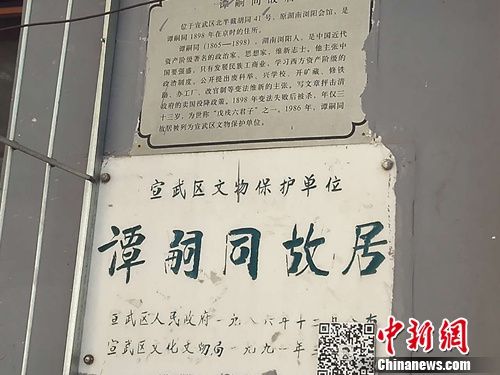 谭嗣同故居
位于宣武区北半截胡同41号，原湖南浏阳会馆，是
谭嗣同1898年在京时的住所。
谭嗣同（1865—1898），湖南浏阳人，是中国近代
资产阶级著名的政治家、思想家，维新志士，他主张中
国要强盛，只有发展民族工商业，学习西方资产阶级的
政治制度。公开提出废科举、兴学校、开矿藏、修铁
路、办工厂、改官制等变法维新的主张。写文章抨击清
政府的卖国投降政策。1898年变法失败后被杀，年仅三
十三岁，为世称“戊戌六君子”之一。1986年，谭嗣同
故居被列为宣武区文物保护单位。
宣武区文物保护单位
谭嗣同故居
宣武区人民政府一九八六年十二月
宣武区文化文物局一九九一年
中新网
Chinanews.com